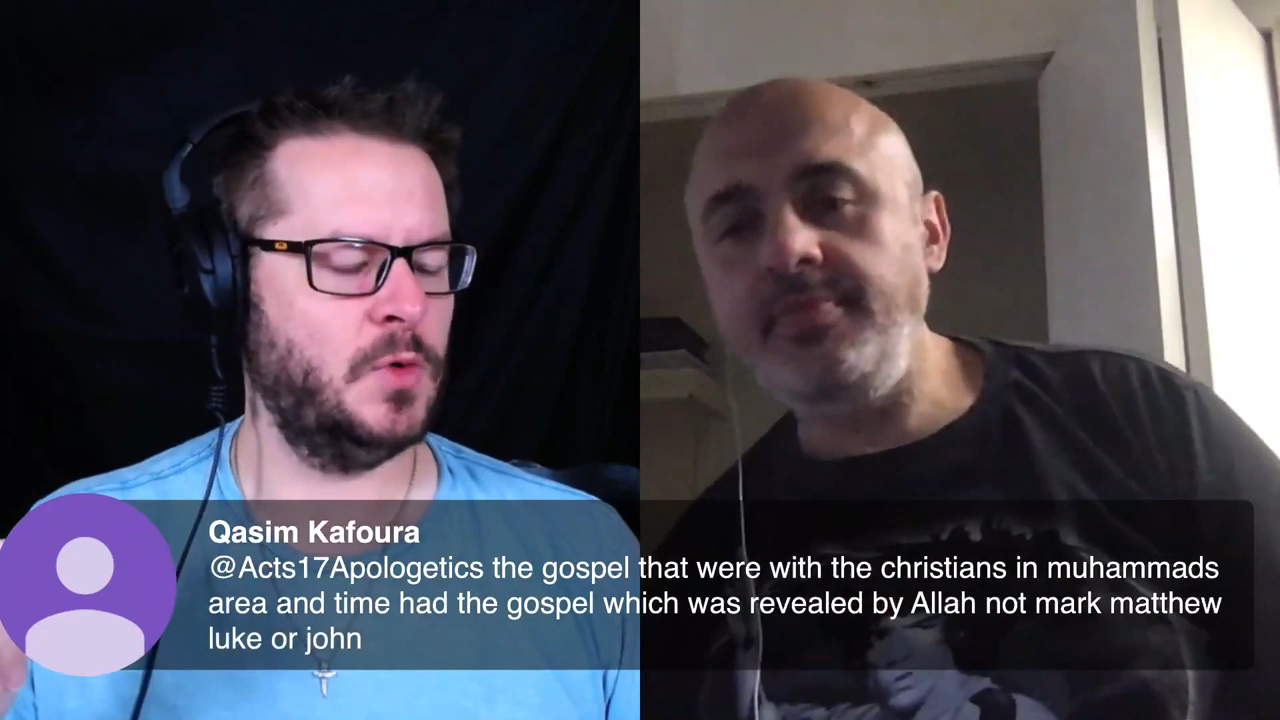 Qasim Kafoura
@Acts17Apologetics the gospel that were with the christians in muhammads
area and time had the gospel which was revealed by Allah not mark matthew
luke or john